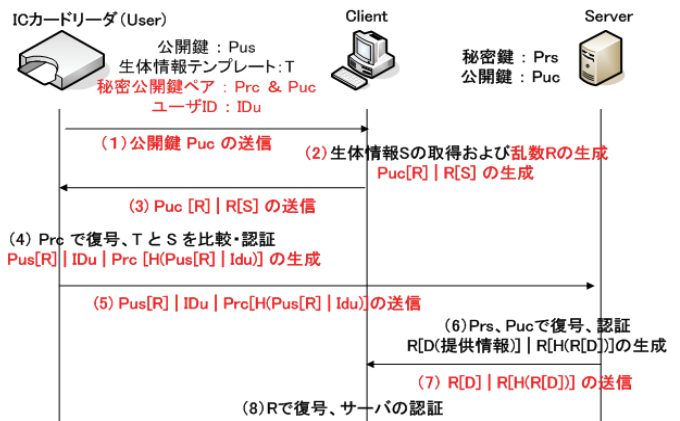 ICカードリーダ(User)
Client
Server
公開鍵 : Pus
生体情報テンプレート:T
秘密公開鍵ペア : Prc & Puc
ユーザID : IDu
秘密鍵 : Prs
公開鍵 : Puc
(1)公開鍵 Puc の送信
(2)生体情報Sの取得および乱数Rの生成
Puc[R] | R[S] の生成
(3) Puc [R] | R[S] の送信
(4) Prc で復号、T と S を比較・認証
Pus[R] | IDu | Prc [H(Pus[R] | Idu)] の生成
(5) Pus[R] | IDu | Prc[H(Pus[R] | Idu)]の送信
(6)Prs、Pucで復号、認証
R[D(提供情報)] | R[H(R[D])]の生成
(7) R[D] | R[H(R[D])] の送信
(8)Rで復号、サーバの認証